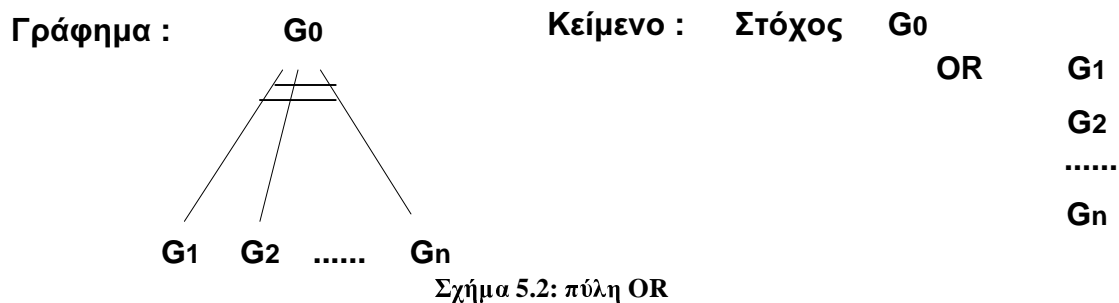 Γράφημα : G0
G1 G2 ...... Gn
Κείμενο : Στόχος G0
OR G1
G2
......
Gn
Σχήμα 5.2: πύλη OR